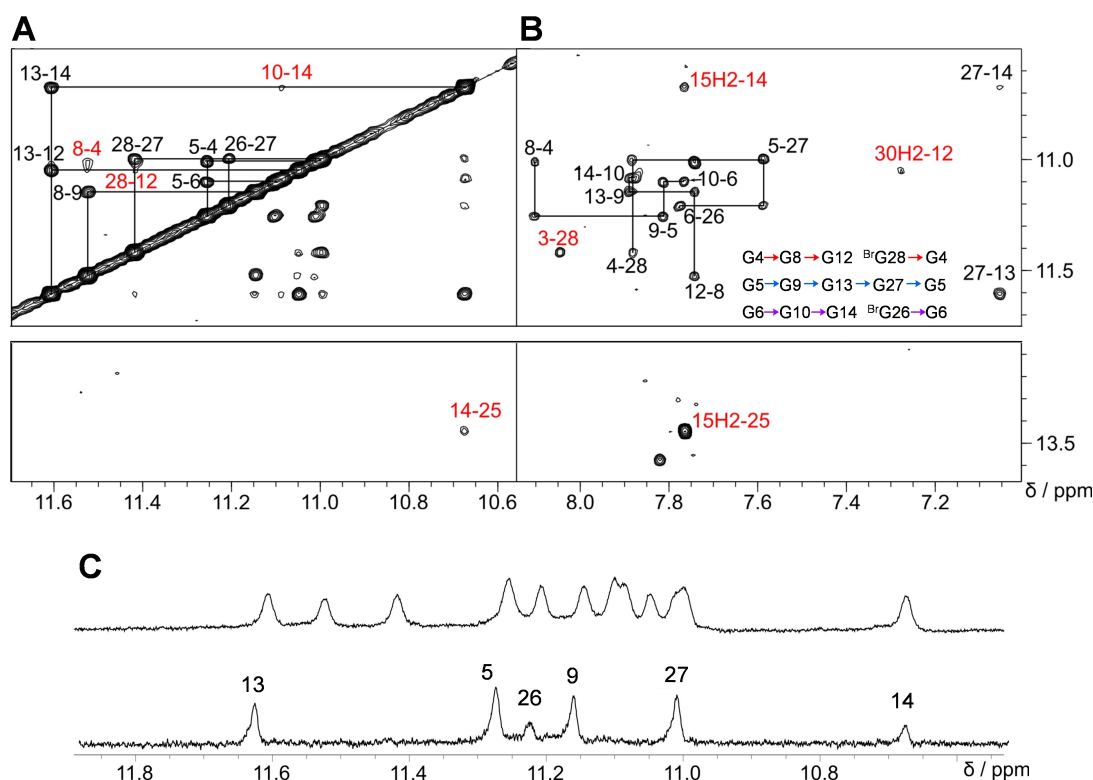 A B
13-14
10-14
15H2-14
27-14
13-12
8-4
28-27
5-4
26-27
8-4
5-27
30H2-12
11.0
28-12
5-6
14-10
10-6
8-9
13-9
6-26
9-5
3-28
4-28
12-8
27-13
G4→G8→G12 BrG28→G4
G5→G9→G13→G27→G5
G6→G10→G14 BrG26→G6
11.5
14-25
15H2-25
13.5
11.6 11.4 11.2 11.0 10.8 10.6 8.0 7.8 7.6 7.4 7.2
δ / ppm
C
13 5 26 9 27 14
11.8 11.6 11.4 11.2 11.0 10.8 δ / ppm